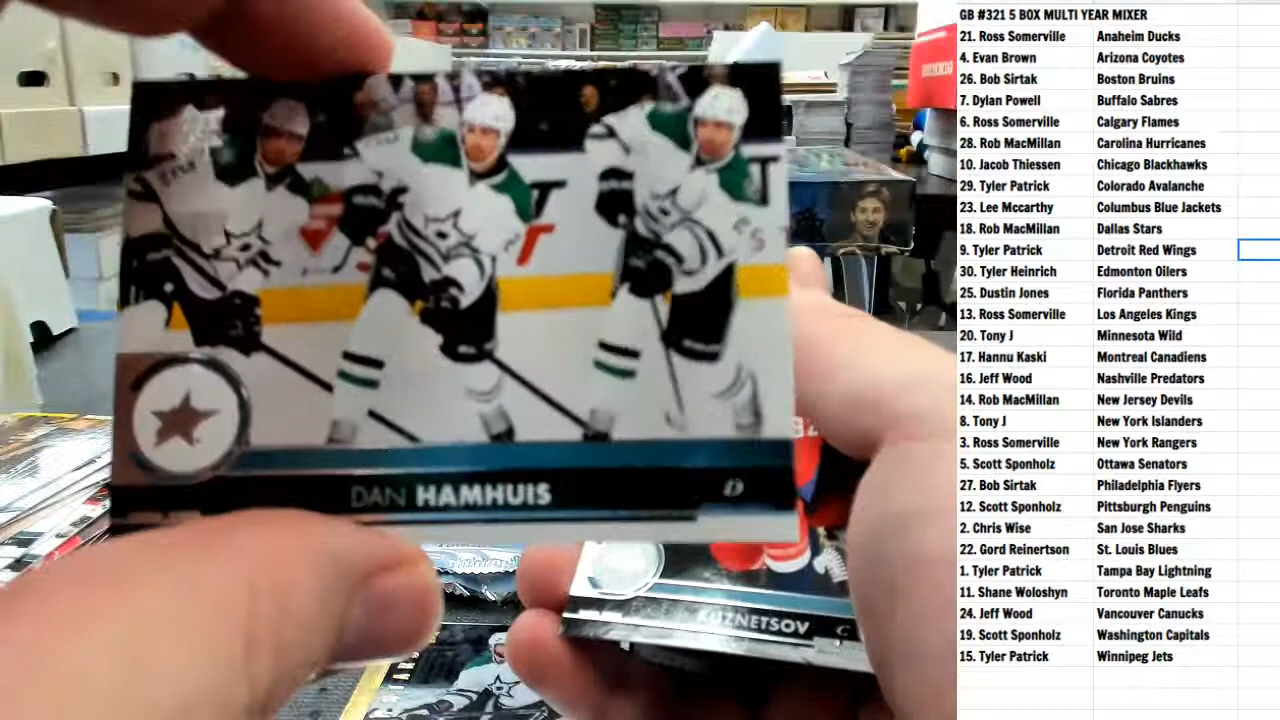 DAN HAMHUIS D
KUZNETSOV C
GB #321 5 BOX MULTI YEAR MIXER
21. Ross Somerville Anaheim Ducks
4. Evan Brown Arizona Coyotes
26. Bob Sirtak Boston Bruins
7. Dylan Powell Buffalo Sabres
6. Ross Somerville Calgary Flames
28. Rob MacMillan Carolina Hurricanes
10. Jacob Thiessen Chicago Blackhawks
29. Tyler Patrick Colorado Avalanche
23. Lee Mccarthy Columbus Blue Jackets
18. Rob MacMillan Dallas Stars
9. Tyler Patrick Detroit Red Wings
30. Tyler Heinrich Edmonton Oilers
25. Dustin Jones Florida Panthers
13. Ross Somerville Los Angeles Kings
20. Tony J Minnesota Wild
17. Hannu Kaski Montreal Canadiens
16. Jeff Wood Nashville Predators
14. Rob MacMillan New Jersey Devils
8. Tony J New York Islanders
3. Ross Somerville New York Rangers
5. Scott Sponholz Ottawa Senators
27. Bob Sirtak Philadelphia Flyers
12. Scott Sponholz Pittsburgh Penguins
2. Chris Wise San Jose Sharks
22. Gord Reinertson St. Louis Blues
1. Tyler Patrick Tampa Bay Lightning
11. Shane Woloshyn Toronto Maple Leafs
24. Jeff Wood Vancouver Canucks
19. Scott Sponholz Washington Capitals
15. Tyler Patrick Winnipeg Jets